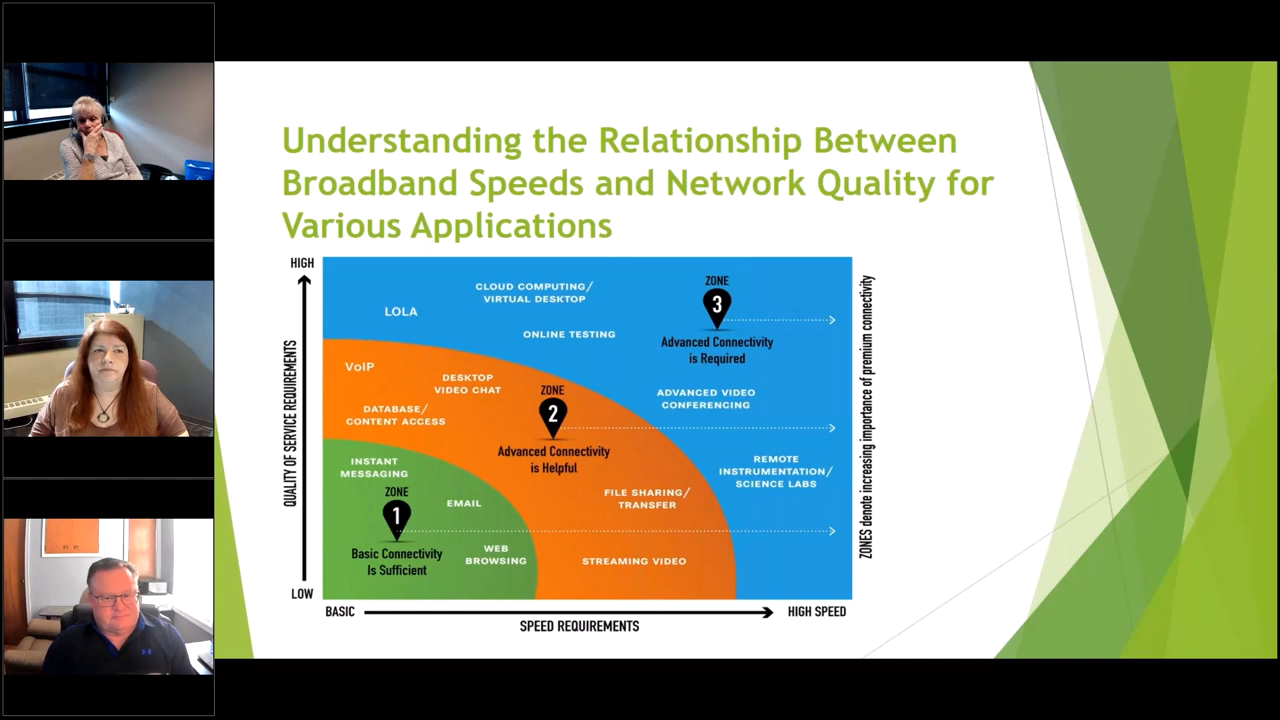 Understanding the Relationship Between
Broadband Speeds and Network Quality for
Various Applications
HIGH
QUALITY OF SERVICE REQUIREMENTS
LOW
LOLA
CLOUD COMPUTING/
VIRTUAL DESKTOP
ONLINE TESTING
ZONE
3
Advanced Connectivity
is Required
ADVANCED VIDEO
CONFERENCING
REMOTE
INSTRUMENTATION/
SCIENCE LABS
VoIP
DESKTOP
VIDEO CHAT
DATABASE/
CONTENT ACCESS
ZONE
2
Advanced Connectivity
is Helpful
FILE SHARING/
TRANSFER
STREAMING VIDEO
INSTANT
MESSAGING
ZONE
1
EMAIL
WEB
BROWSING
Basic Connectivity
Is Sufficient
BASIC
HIGH SPEED
SPEED REQUIREMENTS
ZONES denote increasing importance of premium connectivity